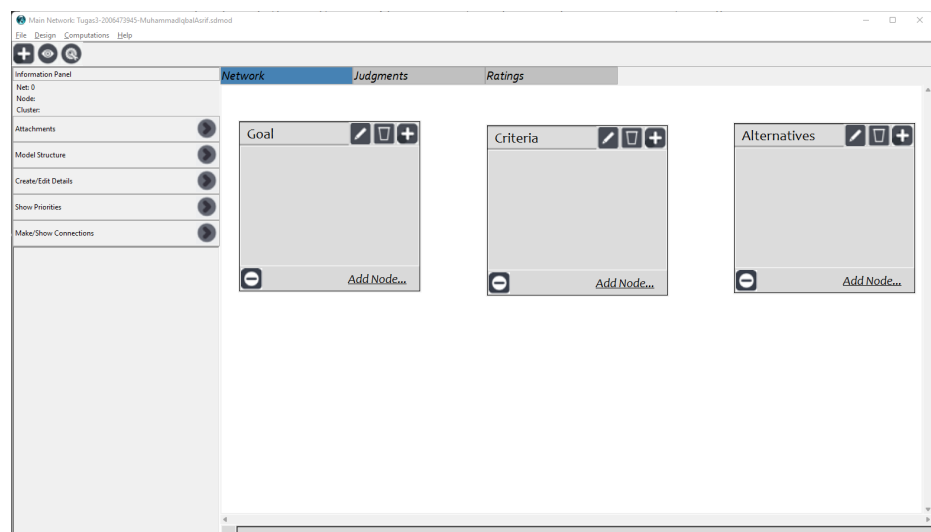 Main Network: Tugas3-2006473945-MuhammadIqbalAsrif.sdmod
File Design Computations Help
Information Panel
Net: 0
Node:
Cluster:
Attachments
Model Structure
Create/Edit Details
Show Priorities
Make/Show Connections
Network Judgments Ratings
Goal
Add Node...
Criteria
Add Node...
Alternatives
Add Node...